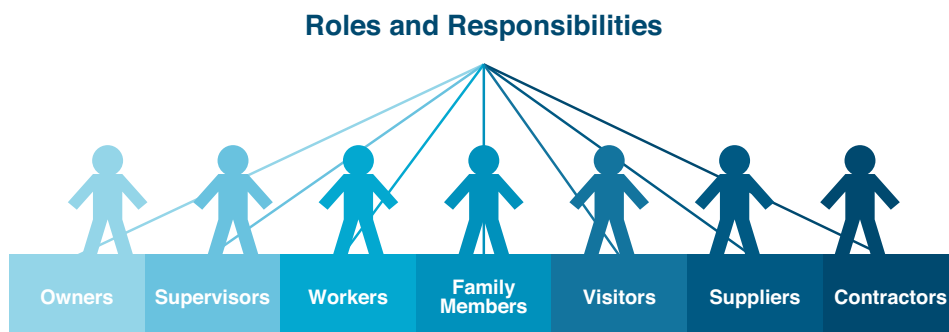 Roles and Responsibilities
Owners
Supervisors
Workers
Family
Members
Visitors
Suppliers
Contractors